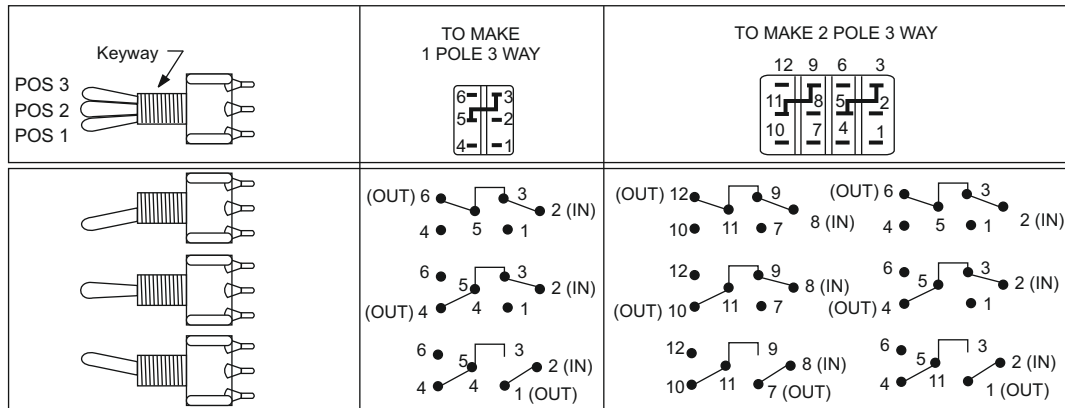 Keyway
POS 3
POS 2
POS 1
TO MAKE
1 POLE 3 WAY
6 3
5 2
4 1
TO MAKE 2 POLE 3 WAY
12 9 6 3
11 8 5 2
10 7 4 1
(OUT) 6 3
2 (IN)
4 5 1
(OUT) 12 9
8 (IN)
10 11 7
(OUT) 6 3
2 (IN)
4 5 1
6 3
5 2 (IN)
(OUT) 4 4 1
12 9
8 (IN)
(OUT) 10 11 7
6 3
5 2 (IN)
(OUT) 4 1
6 3
5 2 (IN)
4 4 1 (OUT)
12 9
8 (IN)
10 11 7 (OUT)
6 3
5 2 (IN)
4 11 1 (OUT)